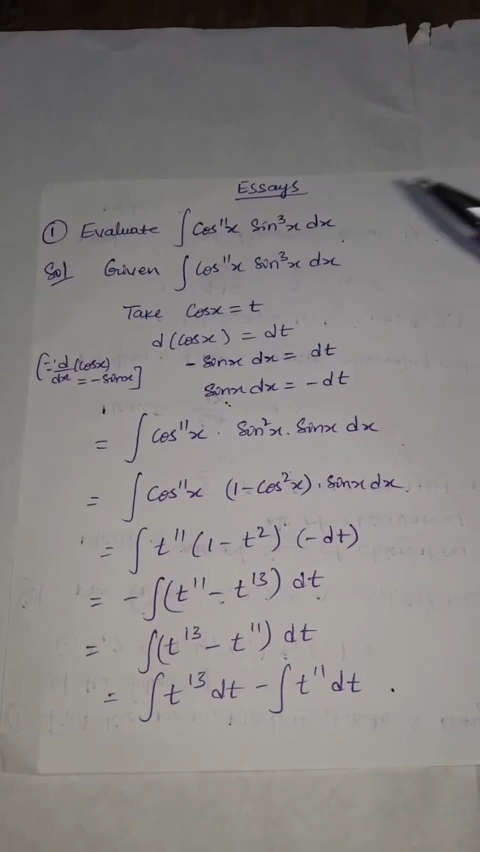 Essays
① Evaluate ∫ Cos¹¹x Sin³x dx
Sol Given ∫ Cos¹¹x Sin³x dx
Take Cosx = t
d(Cosx) = dt
[∵ d/dx (Cosx) = -Sinx]
- Sinx dx = dt
Sinx dx = - dt
= ∫ Cos¹¹x . Sin²x . Sinx dx
= ∫ Cos¹¹x (1-Cos²x) . Sinx dx.
= ∫ t¹¹ (1 - t²) (-dt)
= - ∫ (t¹¹ - t¹³) dt
= ∫ (t¹³ - t¹¹) dt
= ∫ t¹³ dt - ∫ t¹¹ dt .